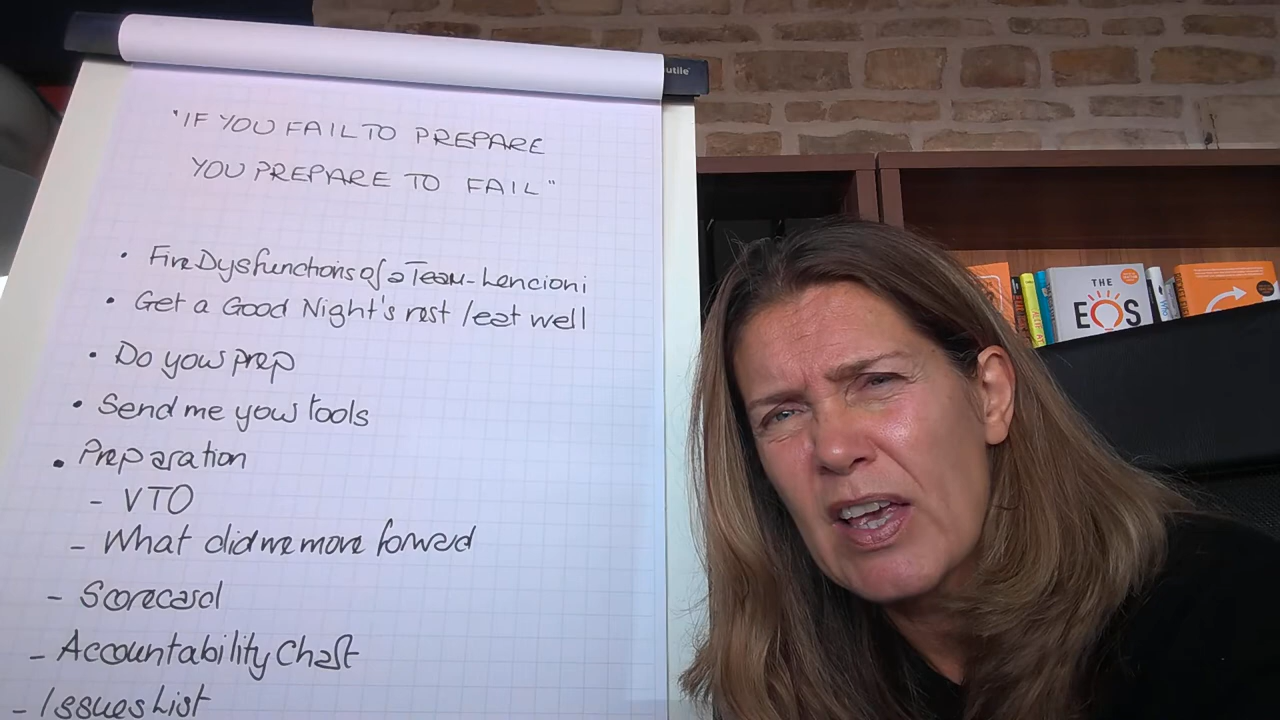 "IF YOU FAIL TO PREPARE
YOU PREPARE TO FAIL"
• Five Dysfunctions of a Team - Lencioni
• Get a Good Night's rest / eat well
• Do your prep
• Send me your tools
• Preparation
- VTO
- What did we move forward
- Scorecard
- Accountability Chart
- Issues List
utile
THE
EOS